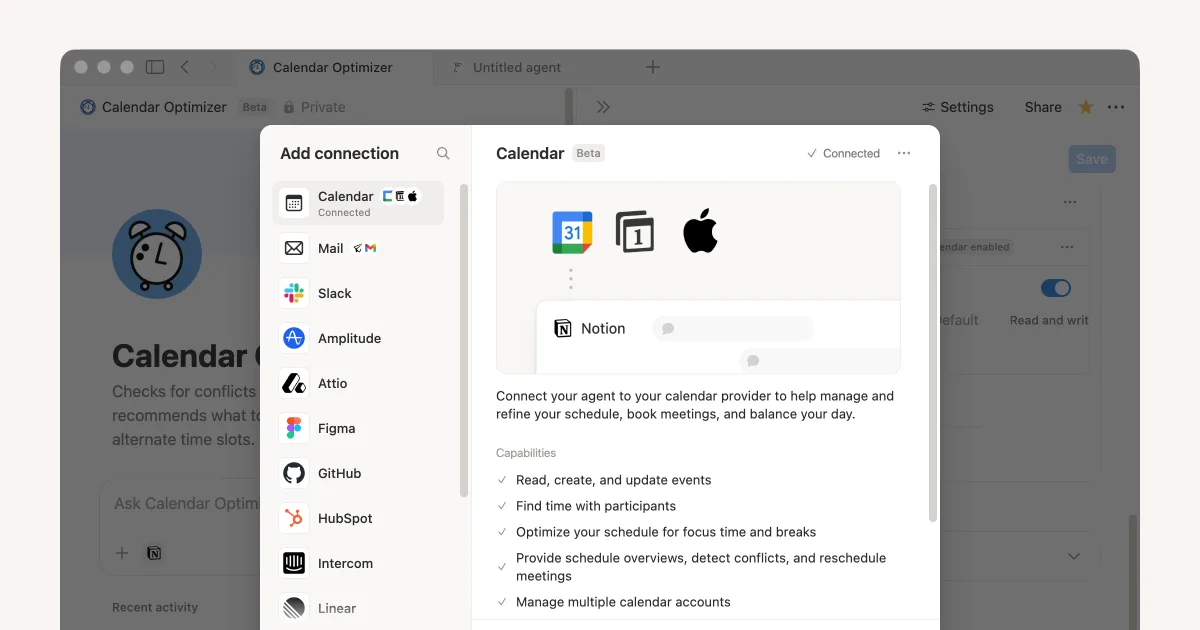 Calendar Optimizer
Untitled agent
Calendar Optimizer Beta Private
Settings Share
Save
Add connection
Calendar
Connected
Mail
Slack
Amplitude
Attio
Figma
GitHub
HubSpot
Intercom
Linear
Calendar Beta
Connected
31
1
Notion
Connect your agent to your calendar provider to help manage and
refine your schedule, book meetings, and balance your day.
Capabilities
Read, create, and update events
Find time with participants
Optimize your schedule for focus time and breaks
Provide schedule overviews, detect conflicts, and reschedule
meetings
Manage multiple calendar accounts
Calendar
Checks for conflicts
recommends what
alternate time slots.
Ask Calendar
Recent activity
enabled
Read and